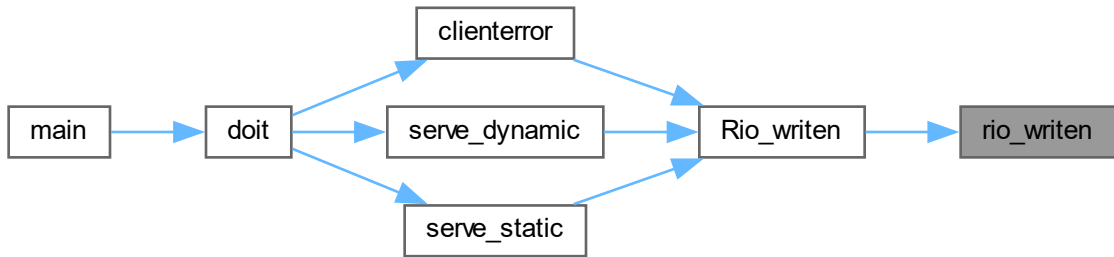 clienterror
main
doit
serve_dynamic
Rio_writen
rio_writen
serve_static